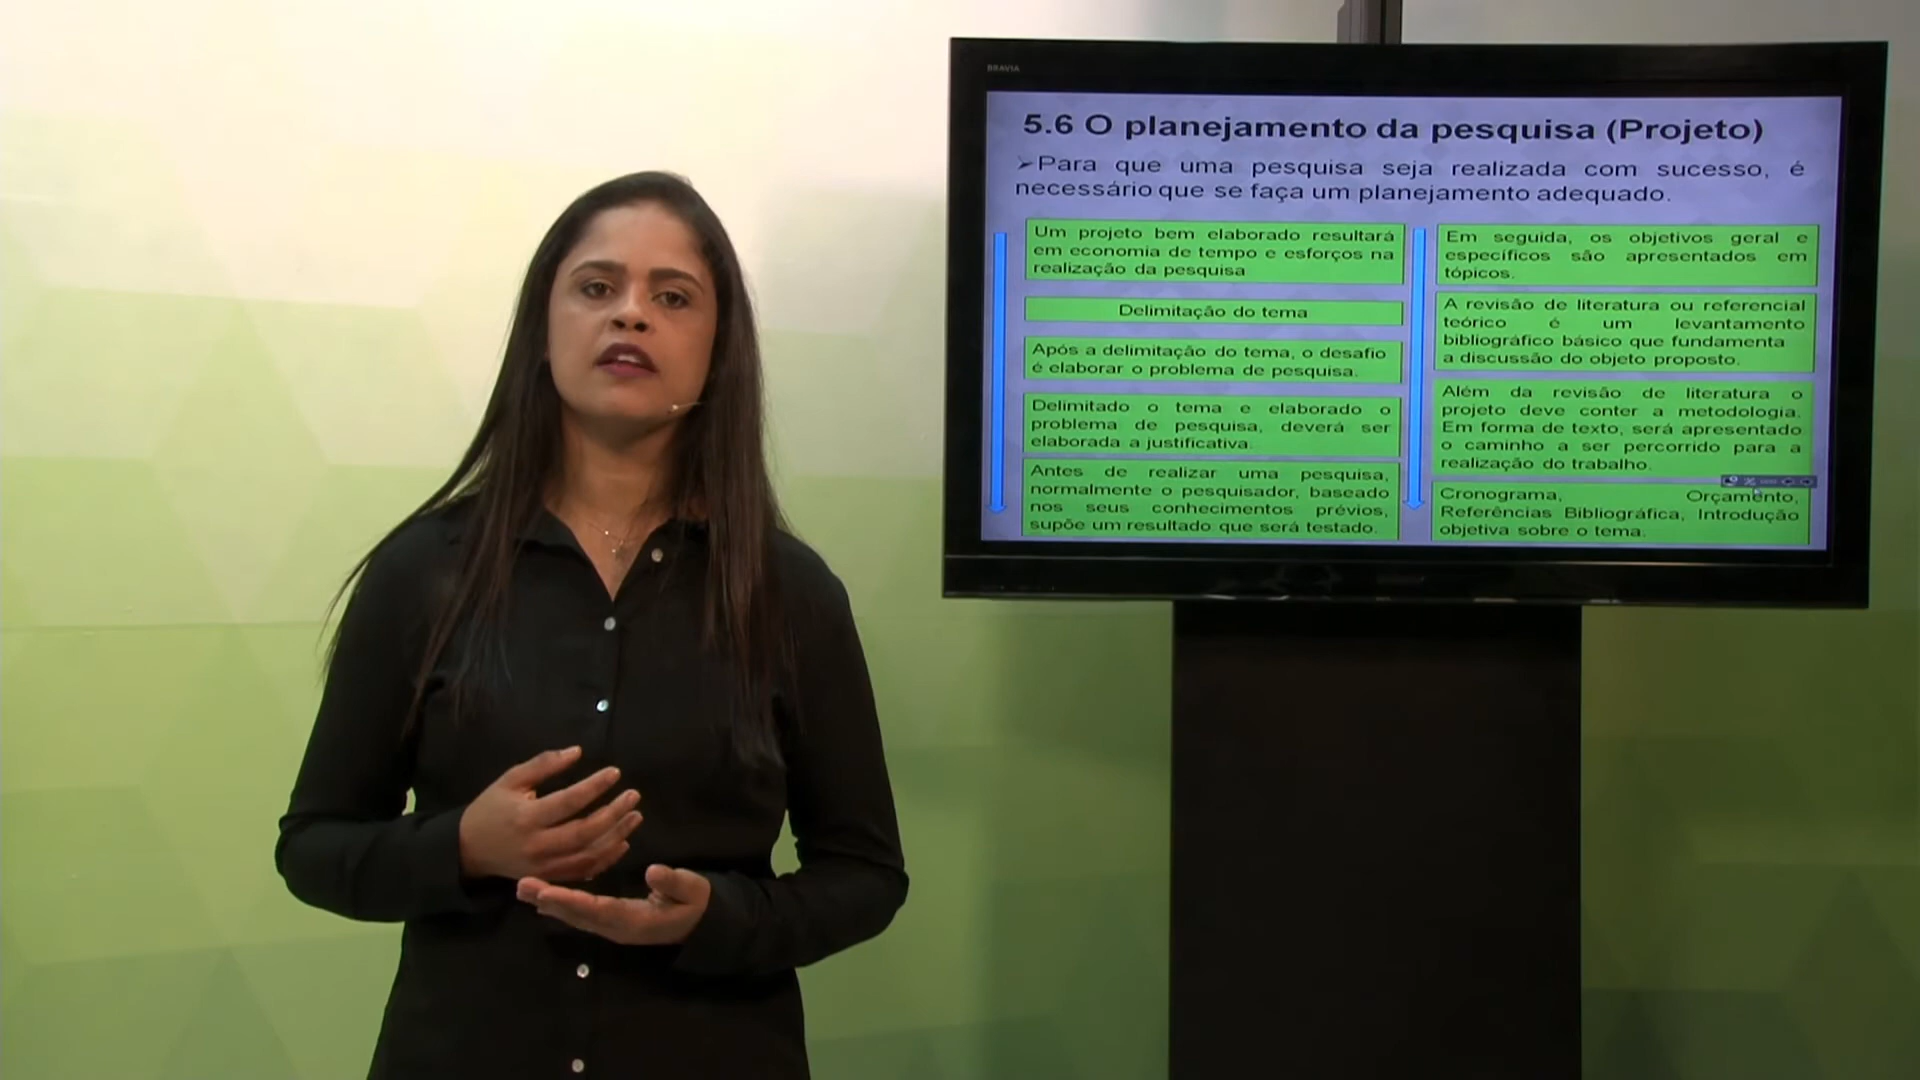 BRAVIA
5.6 O planejamento da pesquisa (Projeto)
➢Para que uma pesquisa seja realizada com sucesso, é
necessário que se faça um planejamento adequado.
Um projeto bem elaborado resultará
em economia de tempo e esforços na
realização da pesquisa
Delimitação do tema
Após a delimitação do tema, o desafio
é elaborar o problema de pesquisa.
Delimitado o tema e elaborado o
problema de pesquisa, deverá ser
elaborada a justificativa.
Antes de realizar uma pesquisa,
normalmente o pesquisador, baseado
nos seus conhecimentos prévios,
supõe um resultado que será testado.
Em seguida, os objetivos geral e
específicos são apresentados em
tópicos.
A revisão de literatura ou referencial
teórico é um levantamento
bibliográfico básico que fundamenta
a discussão do objeto proposto.
Além da revisão de literatura o
projeto deve conter a metodologia.
Em forma de texto, será apresentado
o caminho a ser percorrido para a
realização do trabalho.
Cronograma, Orçamento,
Referências Bibliográfica, Introdução
objetiva sobre o tema.